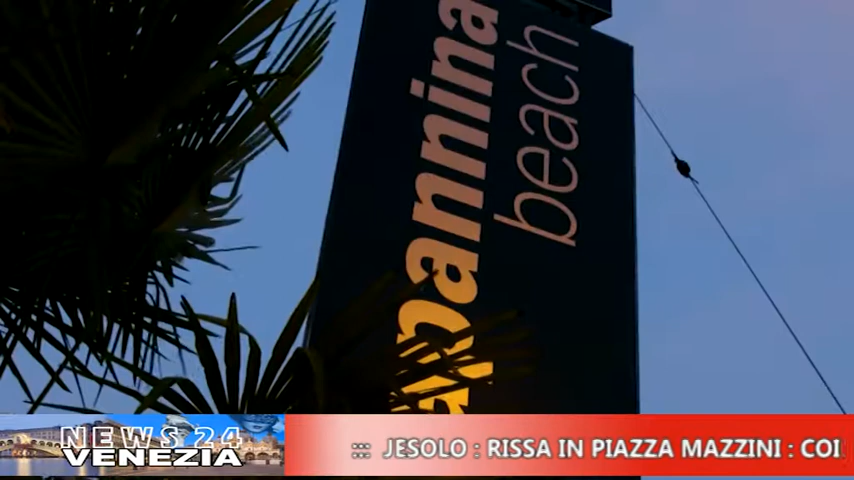 apannina
beach
NEWS 24
VENEZIA
::: JESOLO : RISSA IN PIAZZA MAZZINI :